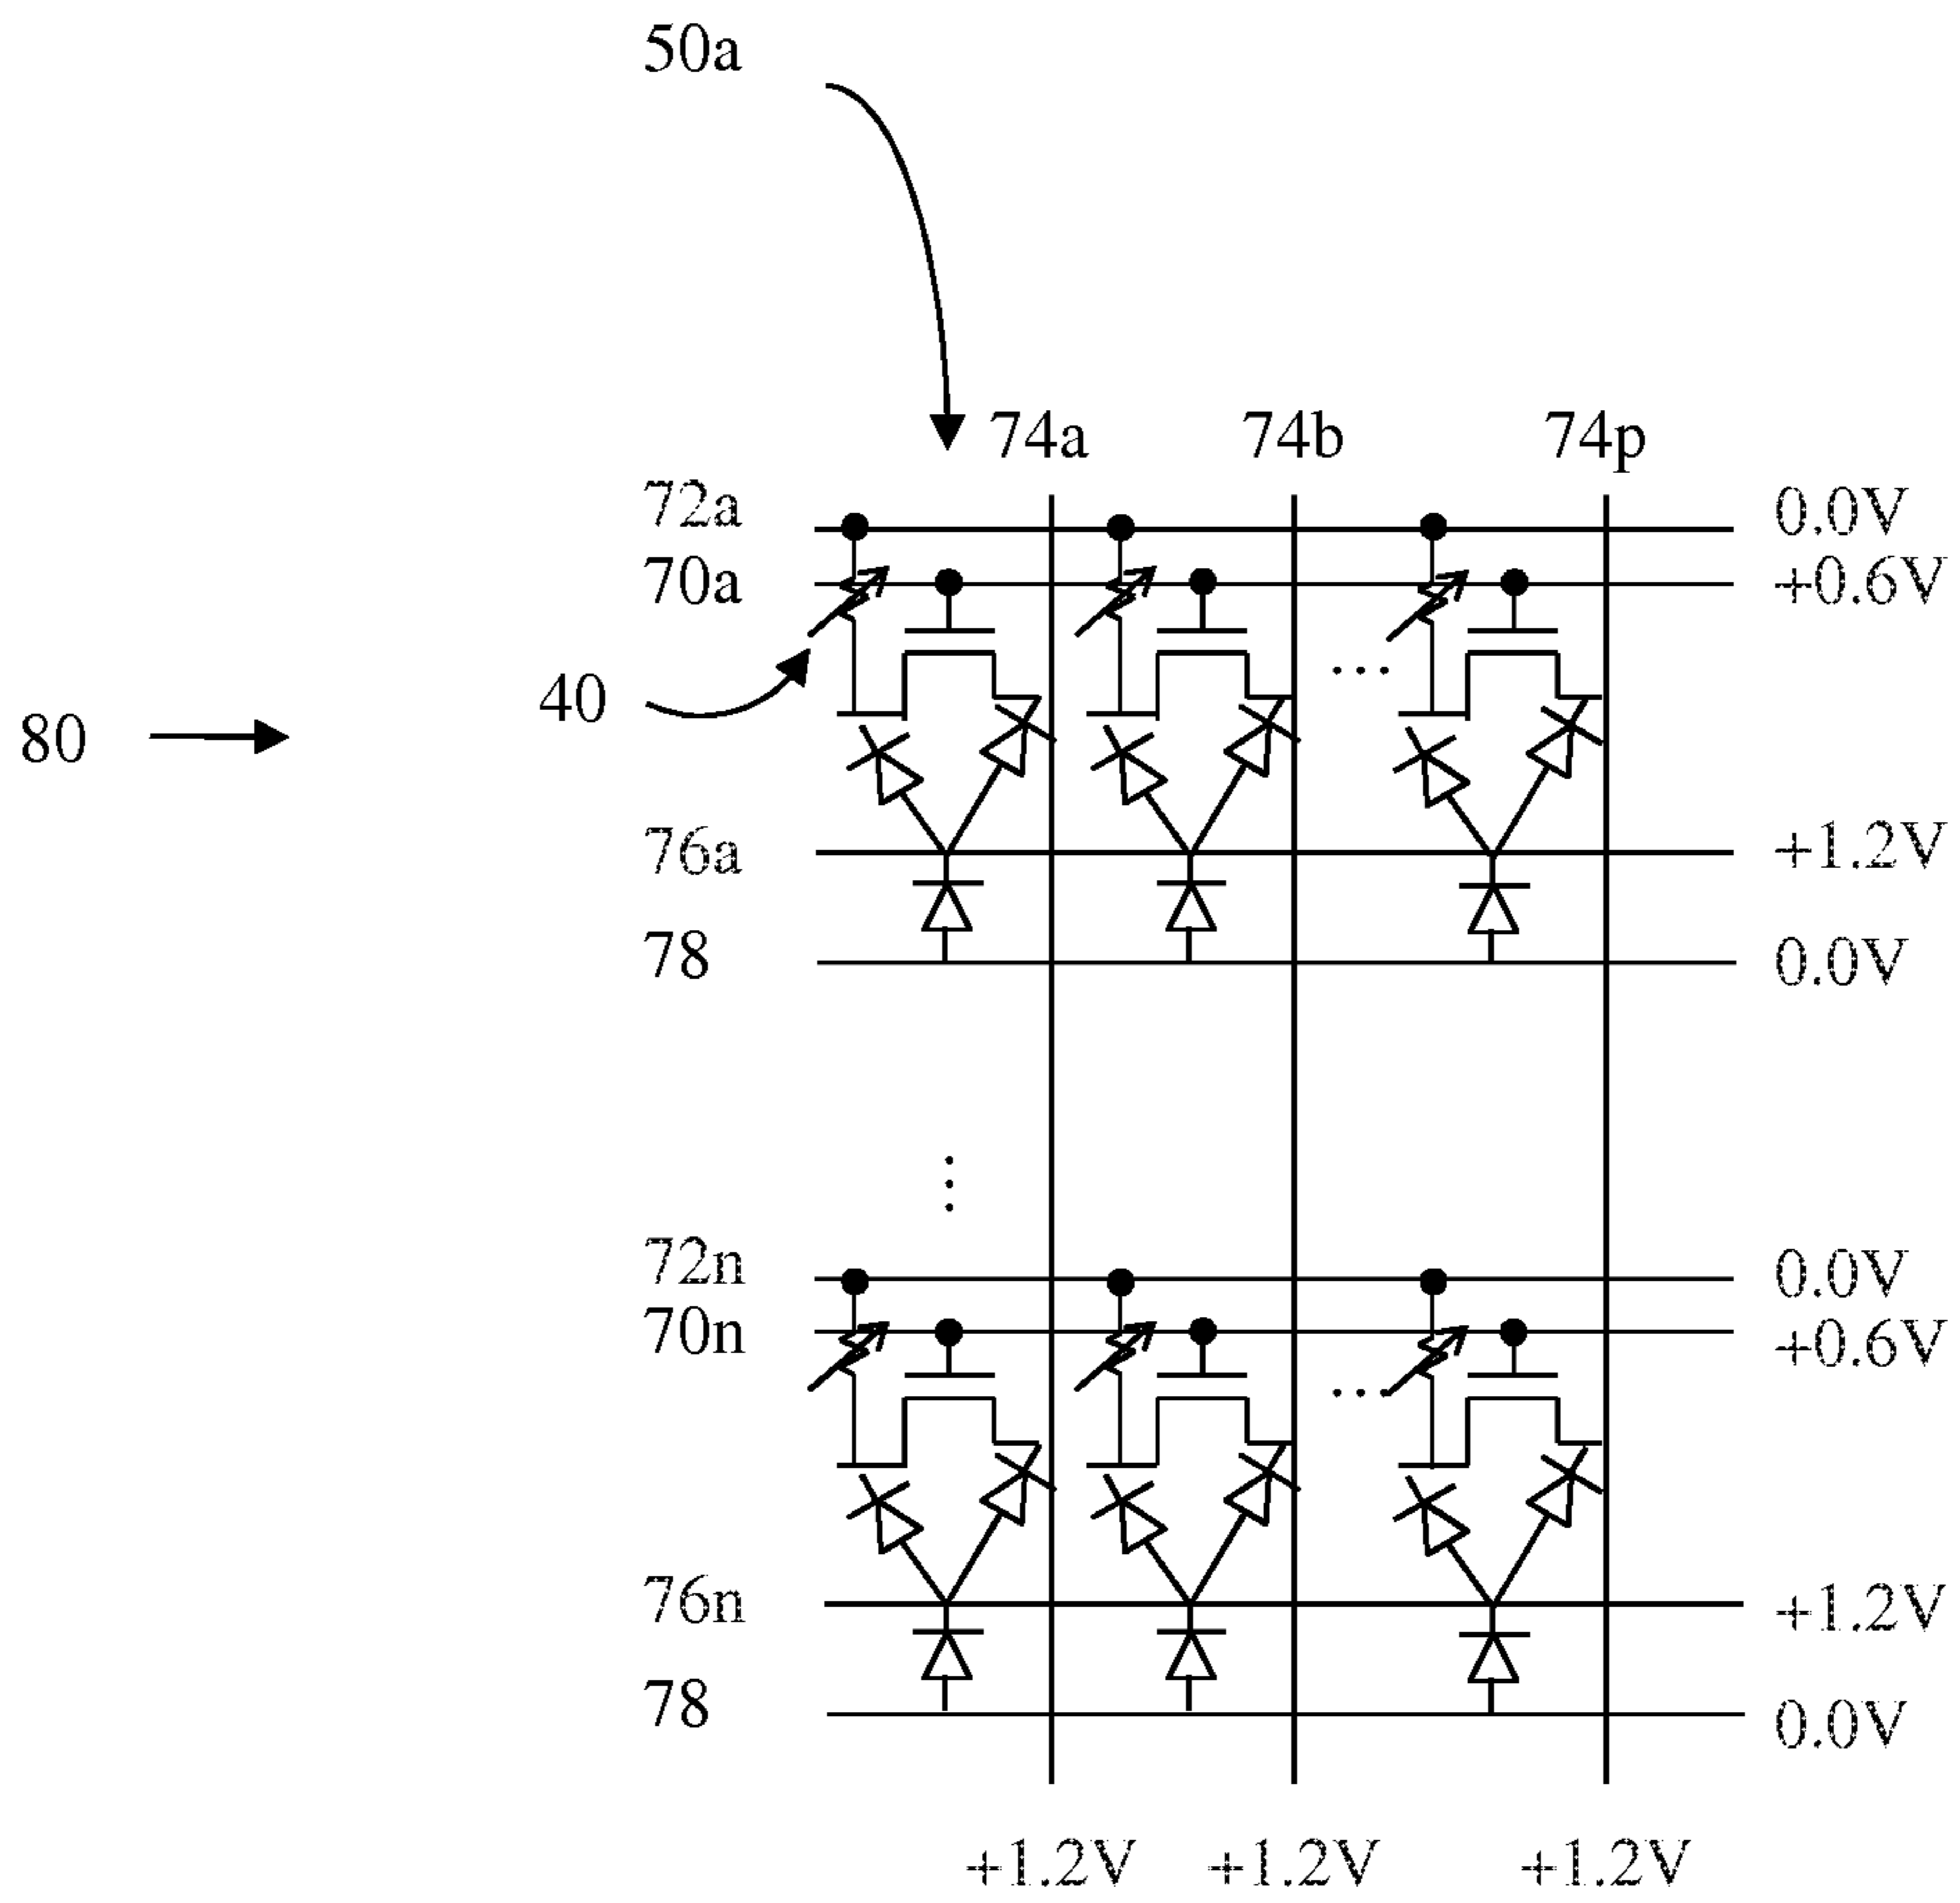 50a
74a 74b 74p
72a 0.0V
70a +0.6V
40
80
...
76a +1.2V
78 0.0V
72n 0.0V
70n +0.6V
...
76n +1.2V
78 0.0V
+1.2V +1.2V +1.2V